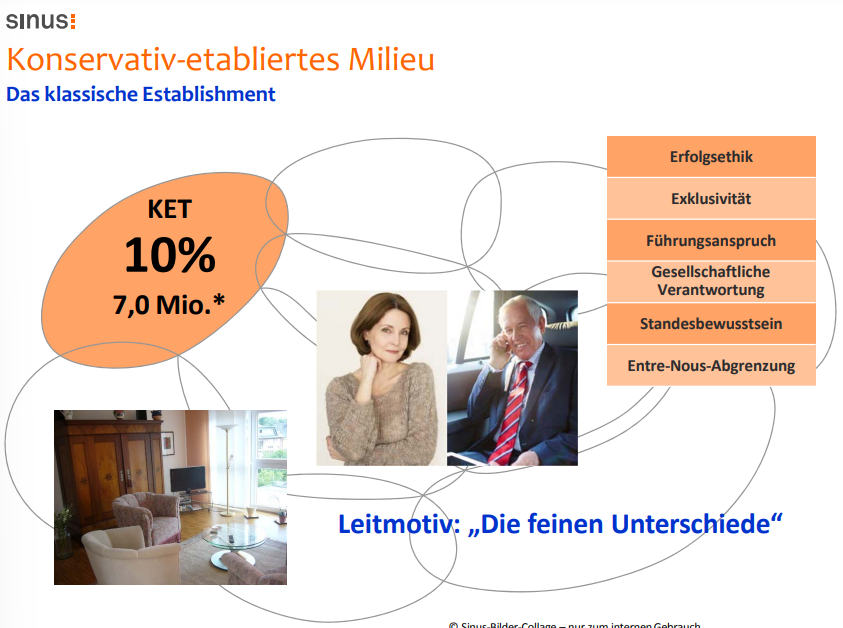 sinus:
Konservativ-etabliertes Milieu
Das klassische Establishment
KET
10%
7,0 Mio.*
Erfolgsethik
Exklusivität
Führungsanspruch
Gesellschaftliche
Verantwortung
Standesbewusstsein
Entre-Nous-Abgrenzung
Leitmotiv: „Die feinen Unterschiede“
© Sinus-Bilder-Collage – nur zum internen Gebrauch